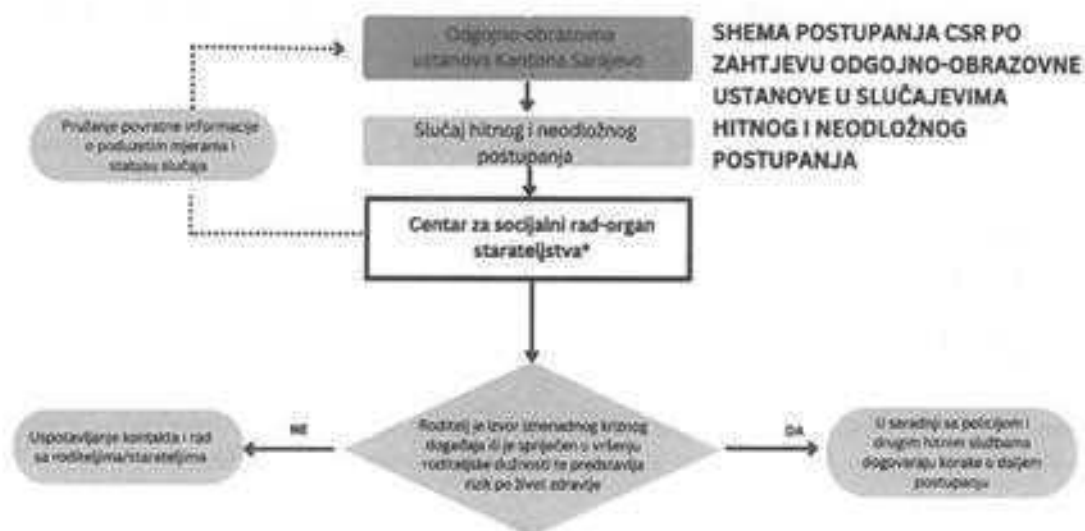 Odgojno-obrazovna
ustanova Kantona Sarajevo
SHEMA POSTUPANJA CSR PO
ZAHTJEVU ODGOJNO-OBRAZOVNE
USTANOVE U SLUČAJEVIMA
HITNOG I NEODLOŽNOG
POSTUPANJA
Pružanje povratne informacije
o poduzetim mjerama i
statusu slučaja
Slučaj hitnog i neodložnog
postupanja
Centar za socijalni rad-organ
starateljstva*
NE
DA
Uspostavljanje kontakta i rad
sa roditeljima/starateljima
Roditelj je izvor iznenadnog kriznog
događaja ili je spriječen u vršenju
roditeljske dužnosti te predstavlja
rizik po život zdravlje
U saradnji sa policijom i
drugim hitnim službama
dogovaraju korake o daljem
postupanju